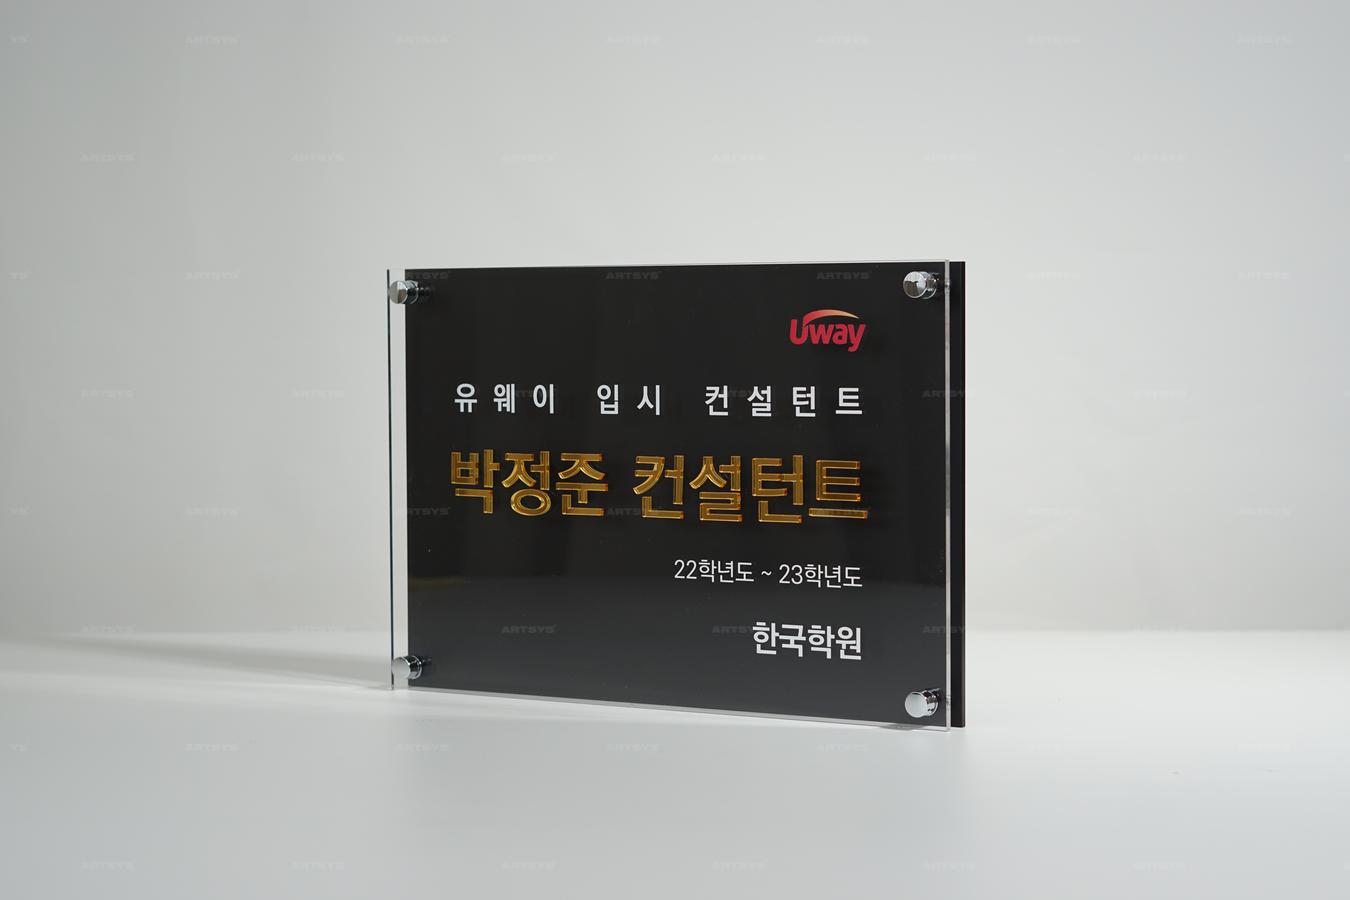 Uway
유웨이 입시 컨설턴트
박정준 컨설턴트
22학년도 ~ 23학년도
한국학원
ARTSYS